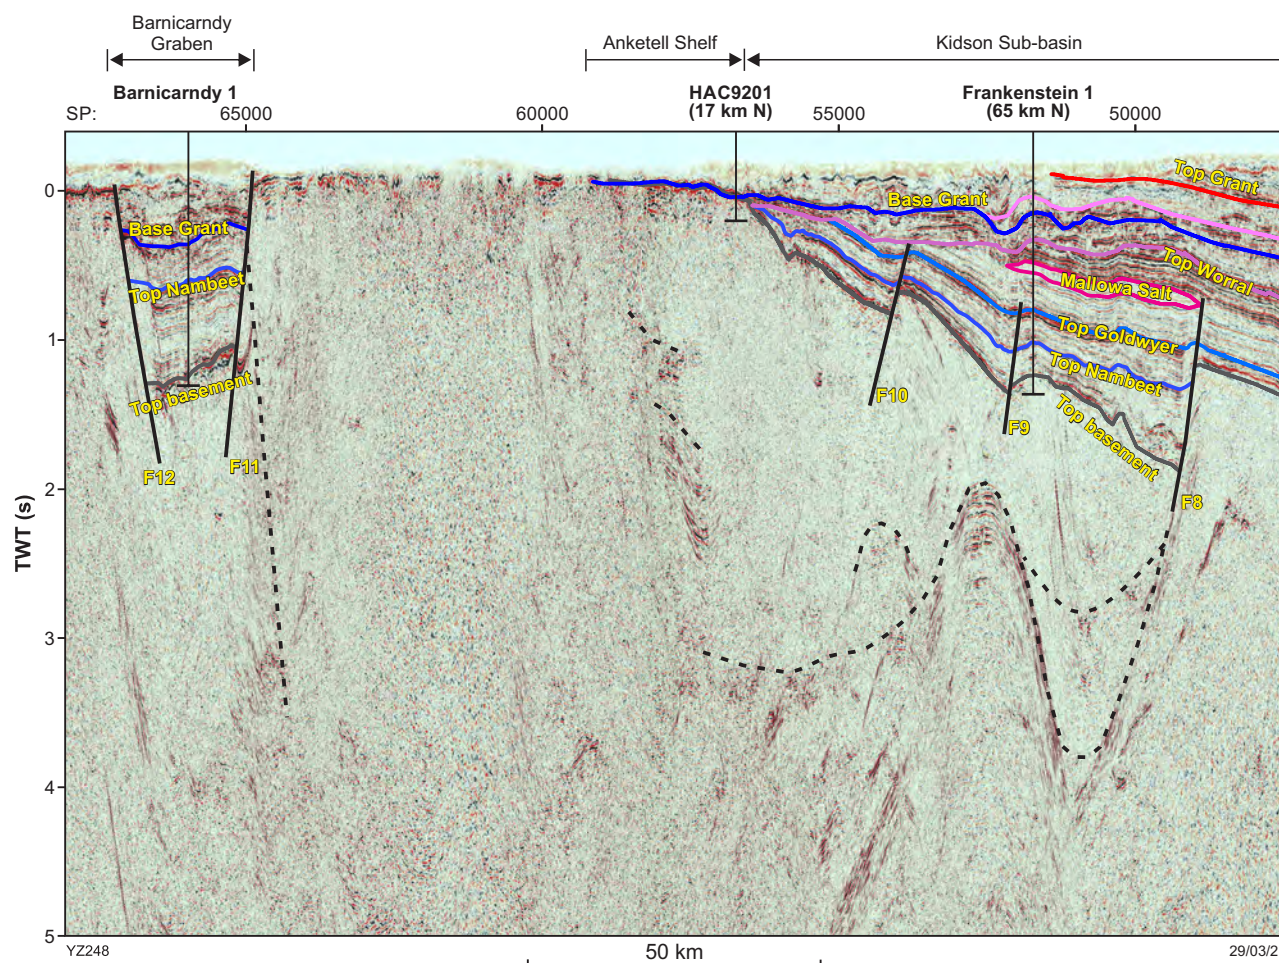 Barnicarndy
Graben
Anketell Shelf
Kidson Sub-basin
Barnicarndy 1
HAC9201
(17 km N)
Frankenstein 1
(65 km N)
SP:
65000
60000
55000
50000
0
1
2
3
4
5
TWT (s)
Top Grant
Base Grant
Base Grant
Top Worral
Top Nambeet
Mallowa Salt
Top Goldwyer
Top Nambeet
Top basement
Top basement
F12
F11
F10
F9
F8
YZ248
50 km
29/03/2